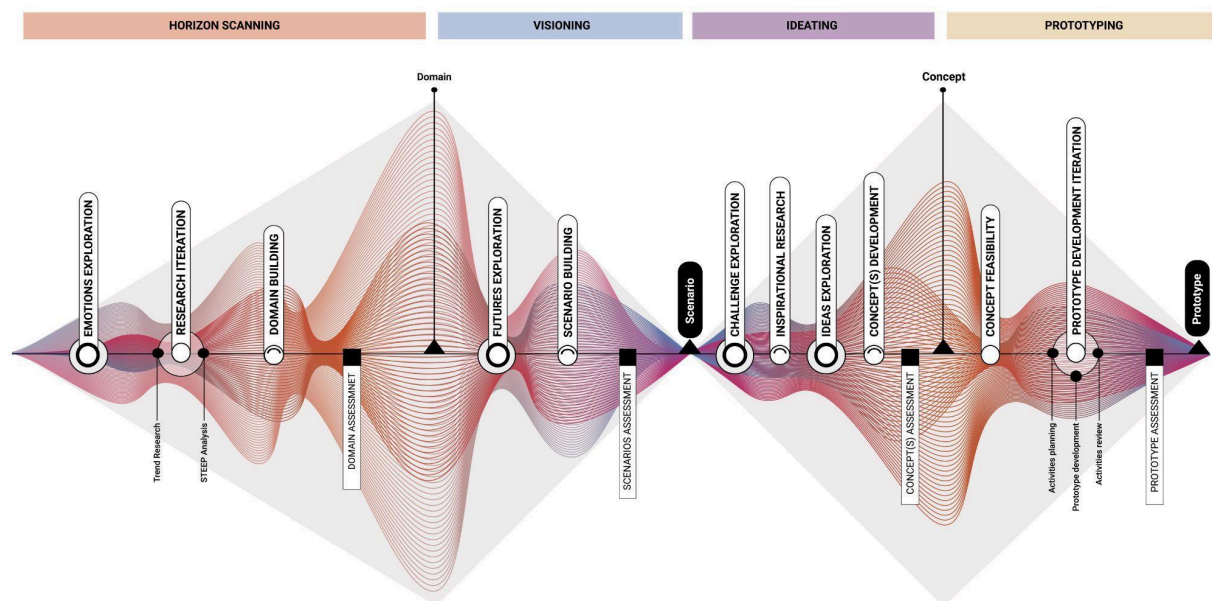 HORIZON SCANNING
VISIONING
IDEATING
PROTOTYPING
Domain
Concept
EMOTIONS EXPLORATION
Trend Research
RESEARCH ITERATION
STEEP Analysis
DOMAIN BUILDING
DOMAIN ASSESSMNET
FUTURES EXPLORATION
SCENARIO BUILDING
SCENARIOS ASSESSMENT
Scenario
CHALLENGE EXPLORATION
INSPIRATIONAL RESEARCH
IDEAS EXPLORATION
CONCEPT(S) DEVELOPMENT
CONCEPT(S) ASSESSMENT
CONCEPT FEASIBILITY
Activities planning
PROTOTYPE DEVELOPMENT ITERATION
Prototype development
Activities review
PROTOTYPE ASSESSMENT
Prototype